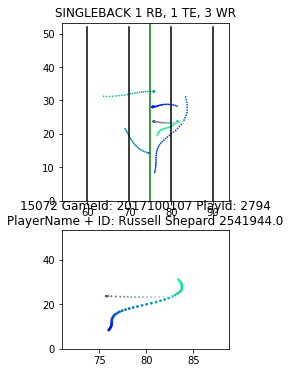 SINGLEBACK 1 RB, 1 TE, 3 WR
50
40
30
20
10
0
60 70 80 90
15072 GameId: 2017100107 PlayId: 2794
PlayerName + ID: Russell Shepard 2541944.0
40
20
0
75 80 85